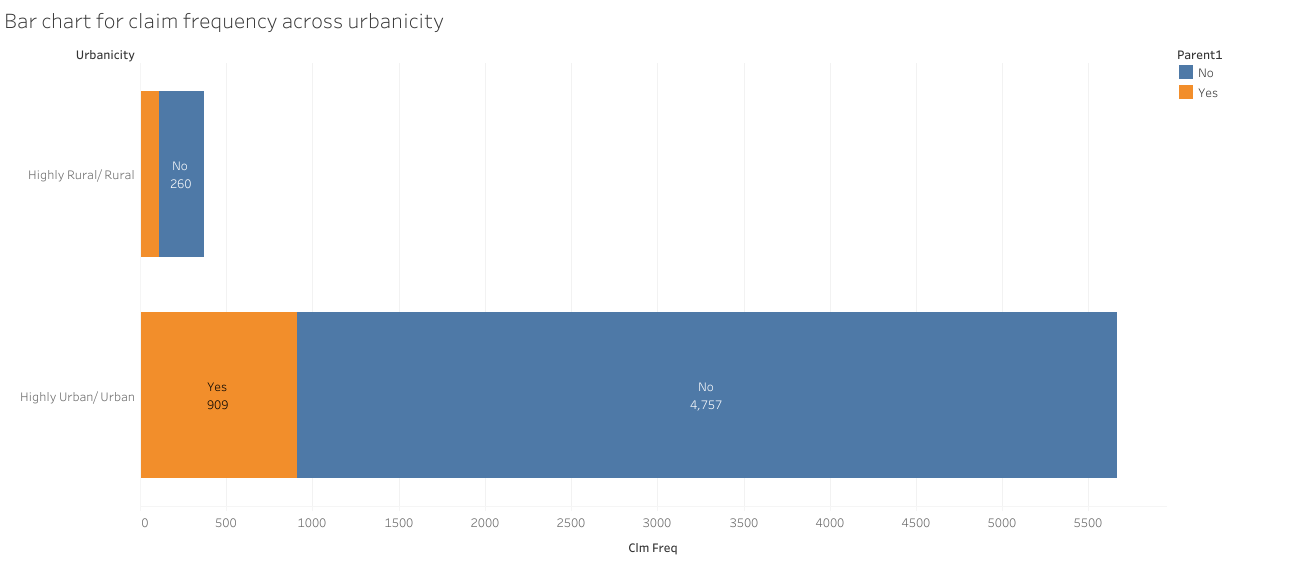 Bar chart for claim frequency across urbanicity
Urbanicity
Parent1
No
Yes
Highly Rural/ Rural
No
260
Highly Urban/ Urban
Yes
909
No
4,757
0 500 1000 1500 2000 2500 3000 3500 4000 4500 5000 5500
Clm Freq